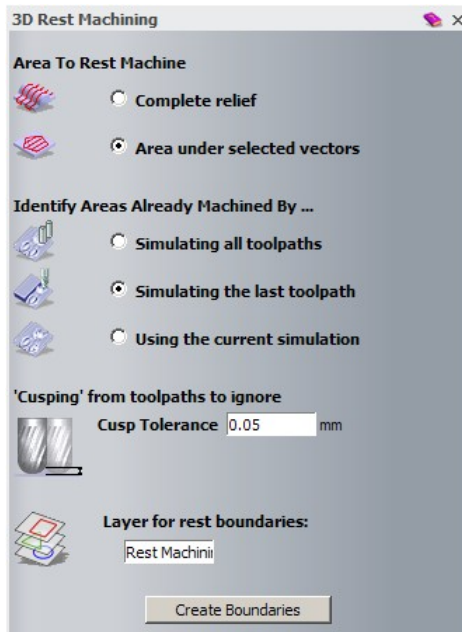 3D Rest Machining
Area To Rest Machine
Complete relief
Area under selected vectors
Identify Areas Already Machined By ...
Simulating all toolpaths
Simulating the last toolpath
Using the current simulation
'Cusping' from toolpaths to ignore
Cusp Tolerance 0.05 mm
Layer for rest boundaries:
Rest Machini
Create Boundaries